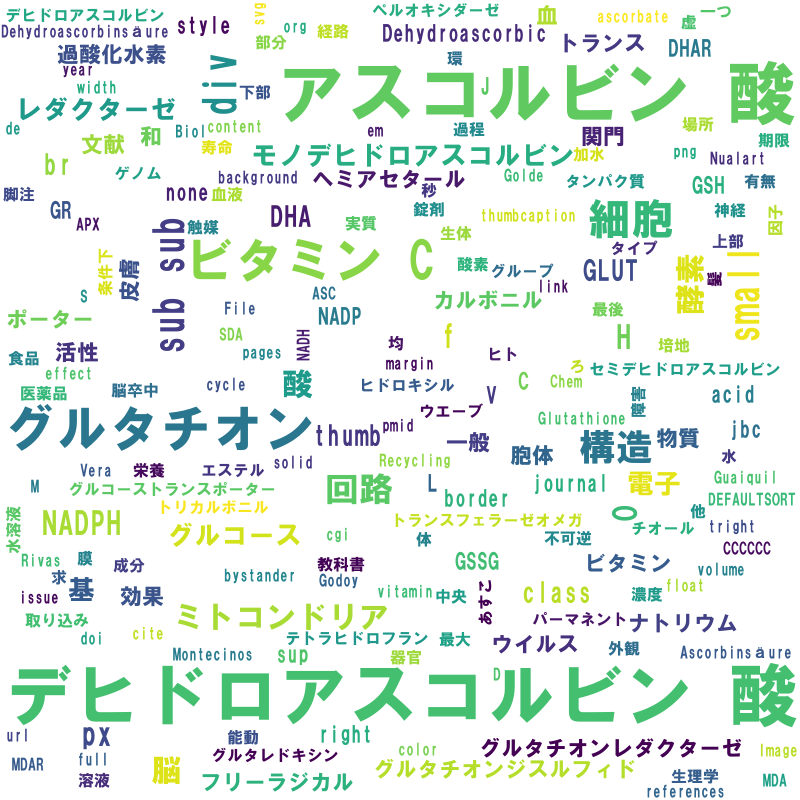 デヒドロアスコルビン
ペルオキシダーゼ
血
svg
org
経路
ascorbate
虚
一つ
Dehydroascorbinsäure
style
部分
Dehydroascorbic
トランス
DHAR
過酸化水素
環
year
div
アスコルビン 酸
J
width
下部
レダクターゼ
de
文献
和
Biol
content
em
過程
関門
場所
期限
寿命
モノデヒドロアスコルビン
加水
png
Nualart
br
ゲノム
background
ヘミアセタール
Golde
タンパク質
GSH
有無
脚注
none
血液
秒
GR
APX
sub sub
触媒
DHA
実質
錠剤
thumbcaption
細胞
神経
因子
生体
タイプ
上部
ビタミン C
酸素
グループ
GLUT
酵素
髪
small
条件下
皮膚
link
S
ASC
カルボニル
ポーター
sub sub
File
NADP
最後
SDA
NADH
f
H
培地
食品
活性
pages
均
ヒト
effect
margin
ろ
セミデヒドロアスコルビン
医薬品
脳卒中
cycle
酸
ヒドロキシル
V
C
Chem
障害
acid
グルタチオン
ウエーブ
Glutathione
thumb
pmid
一般
構造
物質
jbc
胞体
水
Vera
栄養
エステル
solid
Recycling
M
グルコーストランスポーター
回路
L
border
journal
電子
Guaiquil
DEFAULTSORT
トリカルボニル
水溶液
NADPH
グルコース
トランスフェラーゼオメガ
O
チオール
他
tright
cgi
体
不可逆
CCCCCC
Rivas
膜
成分
教科書
GSSG
ビタミン
volume
求
bystander
Godoy
issue
基
効果
vitamin
中央
あすこ
class
濃度
float
取り込み
ミトコンドリア
パーマネント
ナトリウム
doi
cite
テトラヒドロフラン
最大
ウイルス
外観
Montecinos
sup
器官
Ascorbinsäure
デヒドロアスコルビン 酸
D
url
px
能動
right
MDAR
full
グルタレドキシン
color
グルタチオンレダクターゼ
Image
溶液
脳
フリーラジカル
グルタチオンジスルフィド
生理学
references
MDA